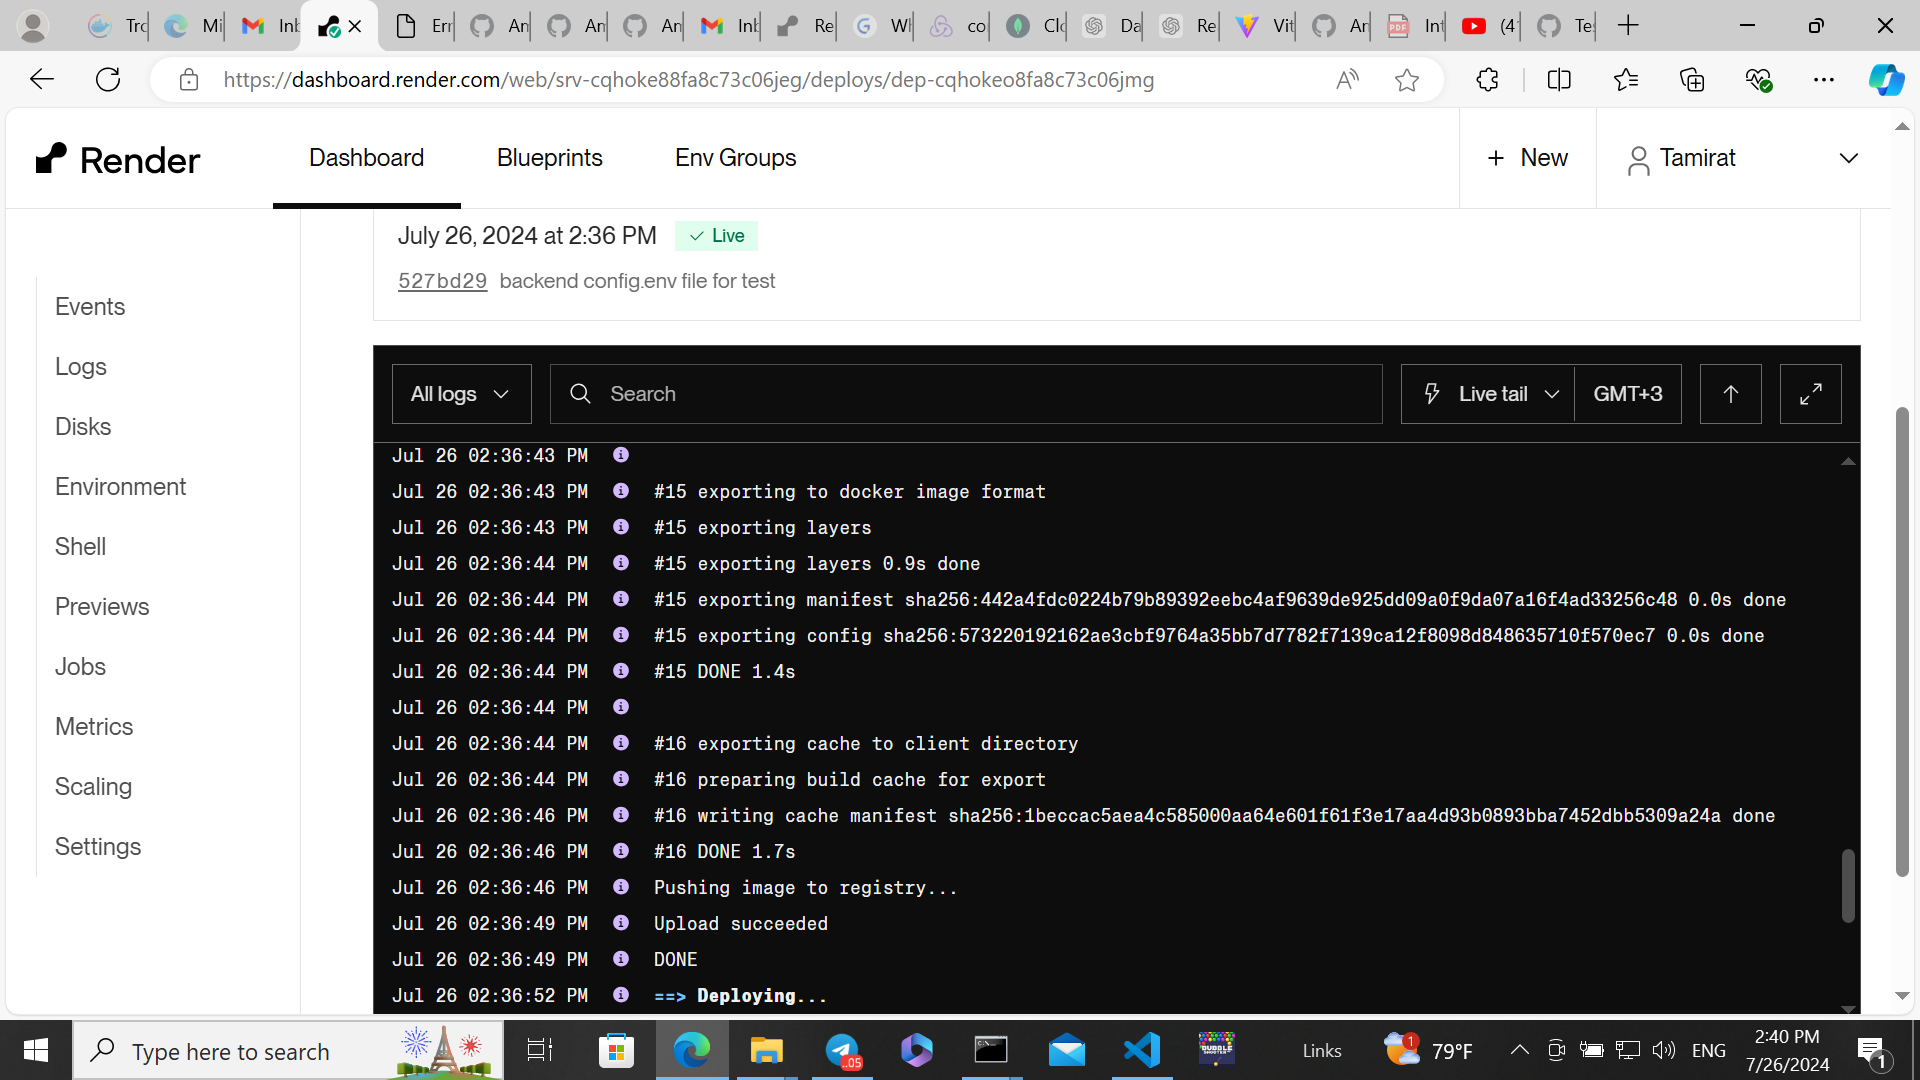 Trc
Mi
Inb
Err
An
An
An
Inb
Re
Wh
co
Clo
Da
Re
Vit
An
Int
(41
Te
https://dashboard.render.com/web/srv-cqhoke88fa8c73c06jeg/deploys/dep-cqhokeo8fa8c73c06jmg
Render
Dashboard
Blueprints
Env Groups
+ New
Tamirat
July 26, 2024 at 2:36 PM
Live
527bd29 backend config.env file for test
Events
Logs
Disks
Environment
Shell
Previews
Jobs
Metrics
Scaling
Settings
All logs
Search
Live tail
GMT+3
Jul 26 02:36:43 PM
Jul 26 02:36:43 PM #15 exporting to docker image format
Jul 26 02:36:43 PM #15 exporting layers
Jul 26 02:36:44 PM #15 exporting layers 0.9s done
Jul 26 02:36:44 PM #15 exporting manifest sha256:442a4fdc0224b79b89392eebc4af9639de925dd09a0f9da07a16f4ad33256c48 0.0s done
Jul 26 02:36:44 PM #15 exporting config sha256:573220192162ae3cbf9764a35bb7d7782f7139ca12f8098d848635710f570ec7 0.0s done
Jul 26 02:36:44 PM #15 DONE 1.4s
Jul 26 02:36:44 PM
Jul 26 02:36:44 PM #16 exporting cache to client directory
Jul 26 02:36:44 PM #16 preparing build cache for export
Jul 26 02:36:46 PM #16 writing cache manifest sha256:1beccac5aea4c585000aa64e601f61f3e17aa4d93b0893bba7452dbb5309a24a done
Jul 26 02:36:46 PM #16 DONE 1.7s
Jul 26 02:36:46 PM Pushing image to registry...
Jul 26 02:36:49 PM Upload succeeded
Jul 26 02:36:49 PM DONE
Jul 26 02:36:52 PM ==> Deploying...
Type here to search
..05
BUBBLE
SHOOTER
Links
1
79°F
ENG
2:40 PM
7/26/2024
1